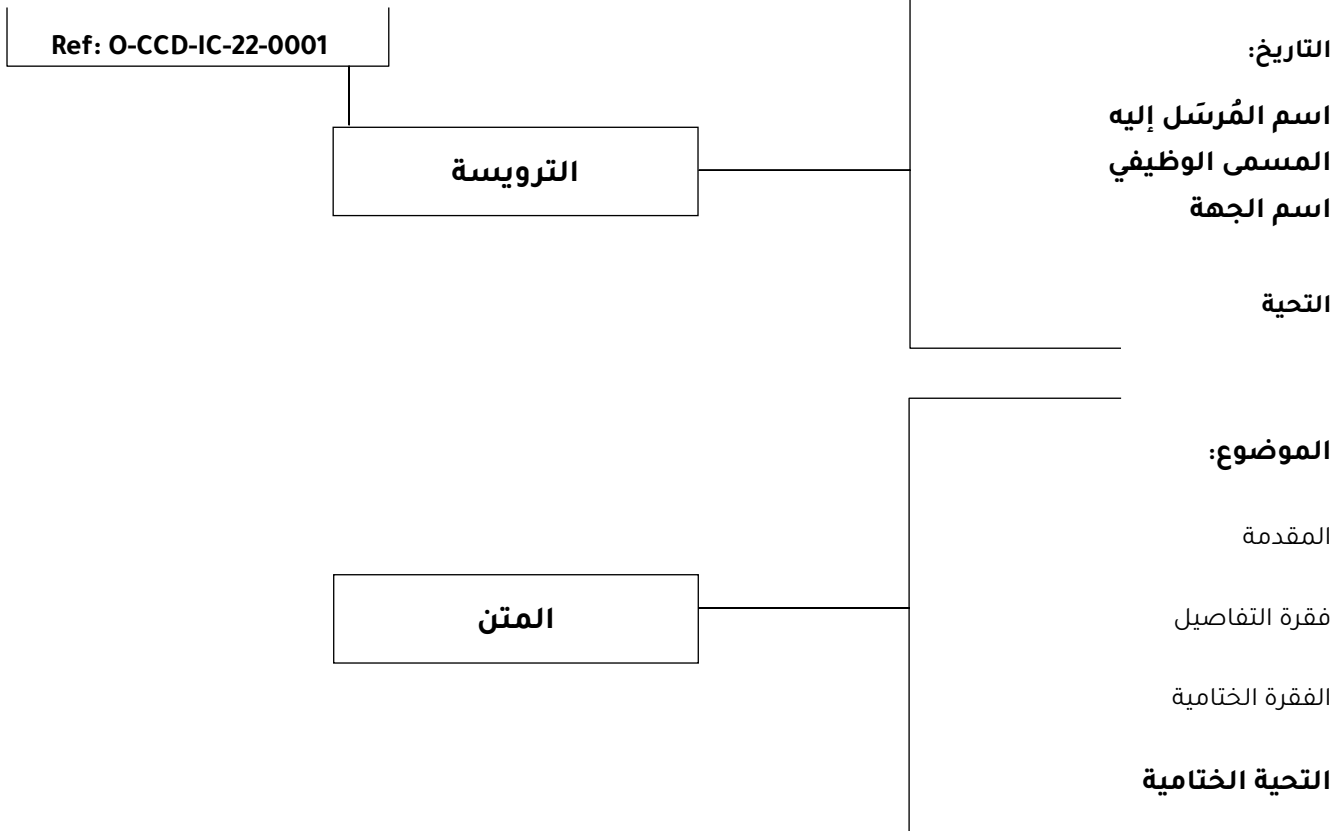 Ref: O-CCD-IC-22-0001
التاريخ:
اسم المُرسَل إليه
المسمى الوظيفي
اسم الجهة
الترويسة
التحية
الموضوع:
المقدمة
فقرة التفاصيل
المتن
الفقرة الختامية
التحية الختامية